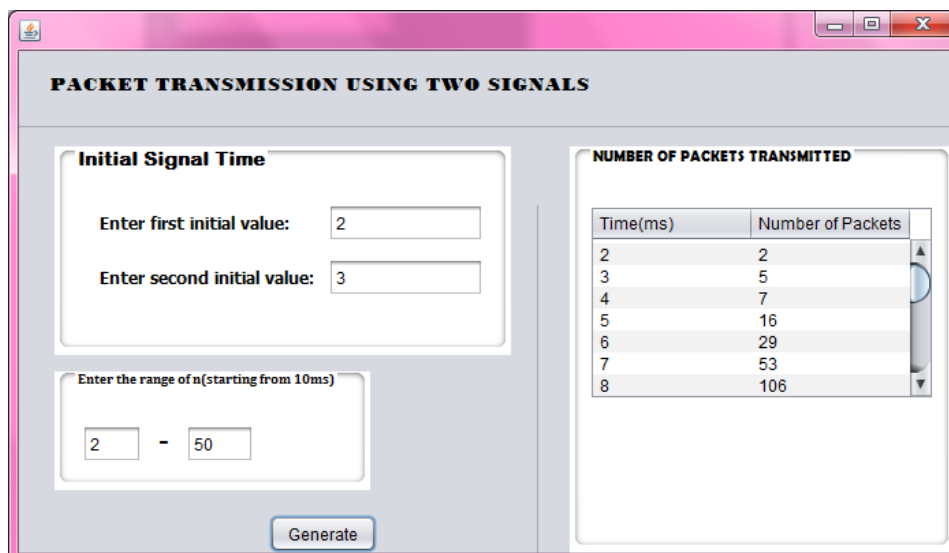 PACKET TRANSMISSION USING TWO SIGNALS
Initial Signal Time
Enter first initial value: 2
Enter second initial value: 3
Enter the range of n(starting from 10ms)
2 - 50
Generate
NUMBER OF PACKETS TRANSMITTED
Time(ms) Number of Packets
2 2
3 5
4 7
5 16
6 29
7 53
8 106